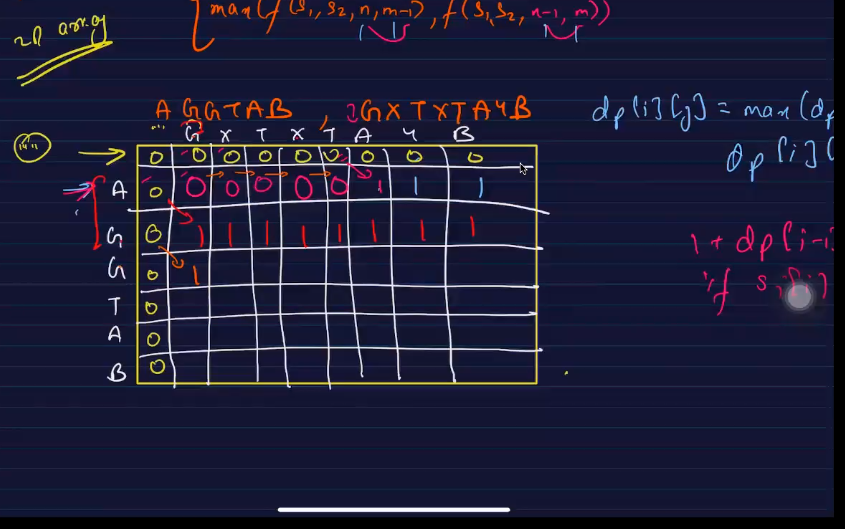 max(f(s1,s2,n,m-1), f(s1,s2,n-1,m))
2D array
AGGTAB , GXTXTAYB
dp[i][j] = max(dp
dp[i][
"" G X T X T A Y B
"" 0 0 0 0 0 0 0 0 0
A 0 0 0 0 0 0 1 1 1
G 0 1 1 1 1 1 1 1 1
1 + dp[i-1
G 0 1
if s1[i]
T 0
A 0
B 0